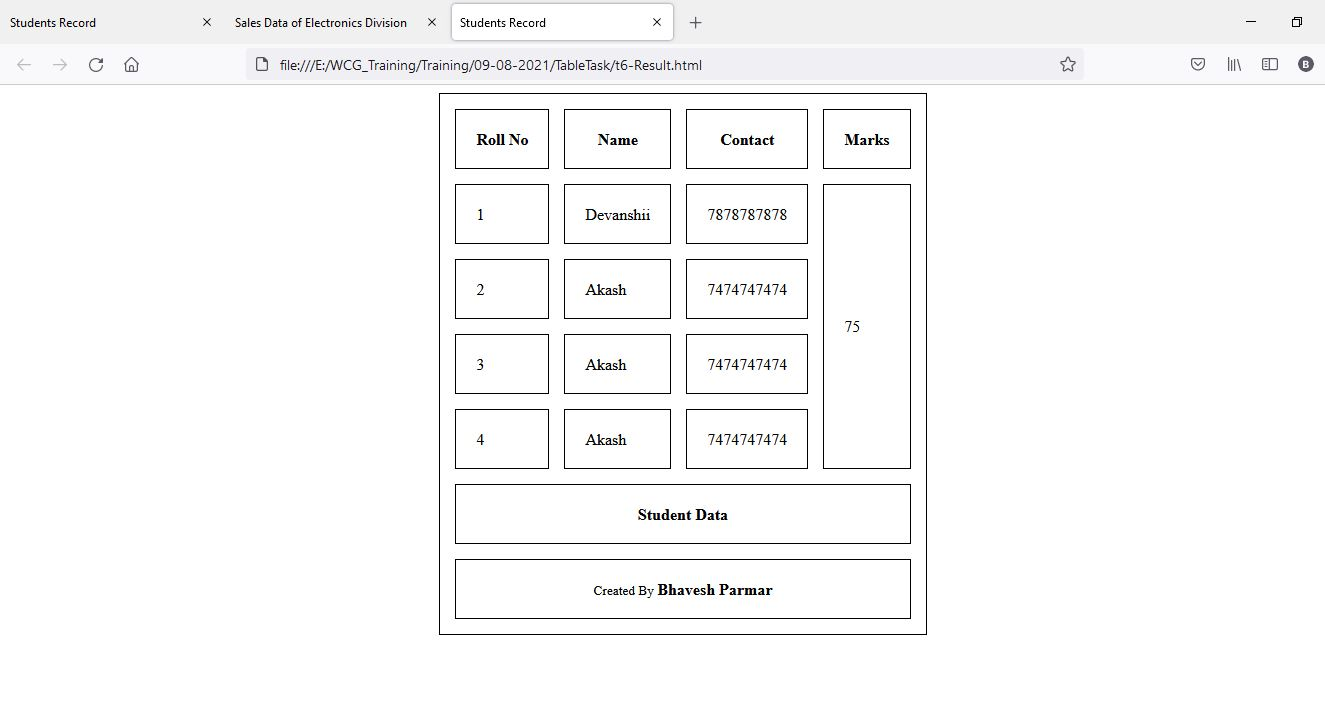 Students Record
Sales Data of Electronics Division
Students Record
file:///E:/WCG_Training/Training/09-08-2021/TableTask/t6-Result.html
B
Roll No Name Contact Marks
1 Devanshii 7878787878
2 Akash 7474747474
75
3 Akash 7474747474
4 Akash 7474747474
Student Data
Created By Bhavesh Parmar